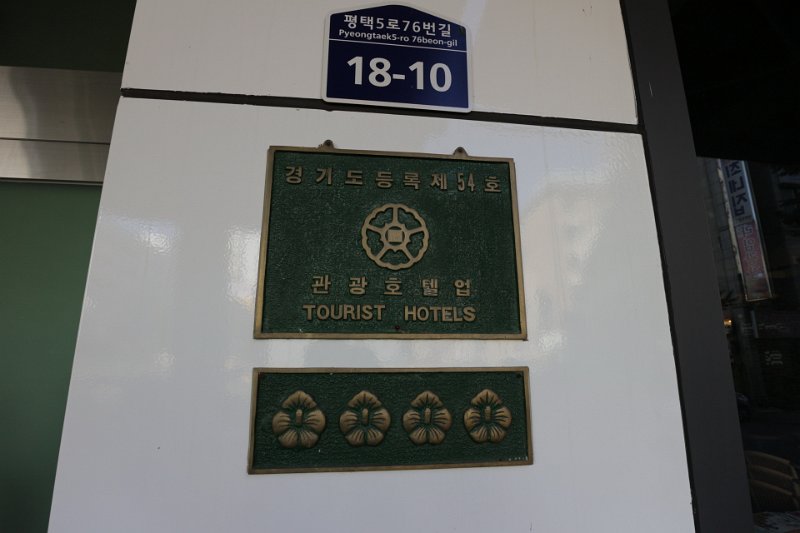 평택5로76번길
Pyeongtaek5-ro 76beon-gil
18-10
경기도등록제54호
관광호텔업
TOURIST HOTELS